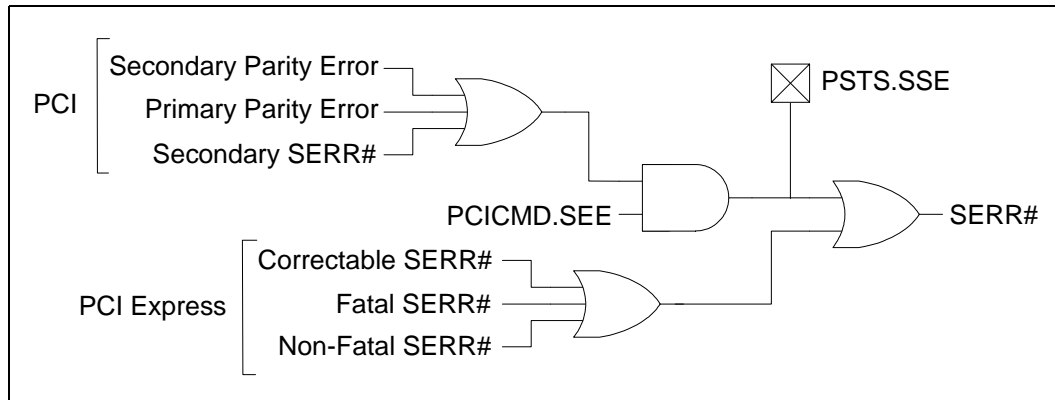 Secondary Parity Error
PSTS.SSE
PCI
Primary Parity Error
Secondary SERR#
PCICMD.SEE
SERR#
Correctable SERR#
PCI Express
Fatal SERR#
Non-Fatal SERR#